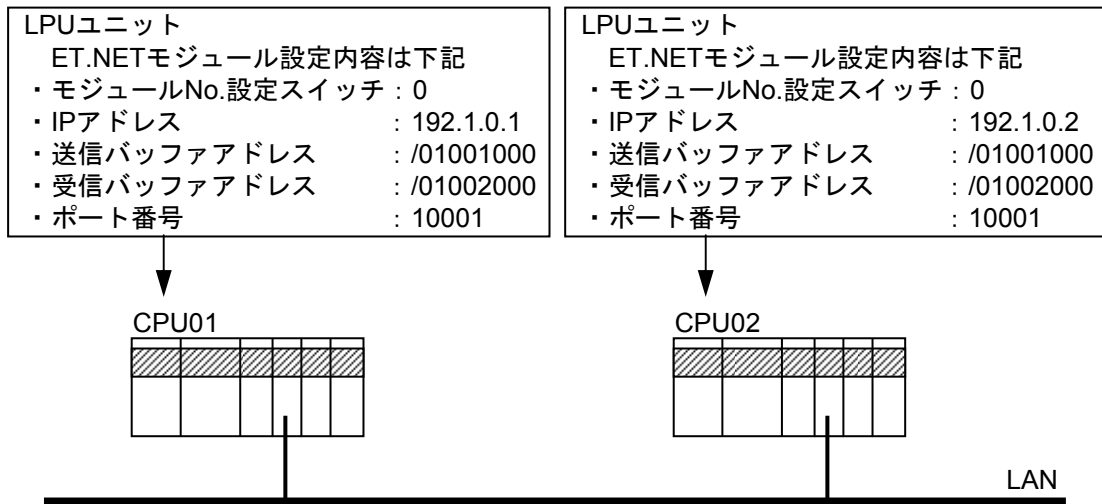 LPUユニット
ET.NETモジュール設定内容は下記
・モジュールNo.設定スイッチ：0
・IPアドレス：192.1.0.1
・送信バッファアドレス：/01001000
・受信バッファアドレス：/01002000
・ポート番号：10001
LPUユニット
ET.NETモジュール設定内容は下記
・モジュールNo.設定スイッチ：0
・IPアドレス：192.1.0.2
・送信バッファアドレス：/01001000
・受信バッファアドレス：/01002000
・ポート番号：10001
CPU01
CPU02
LAN